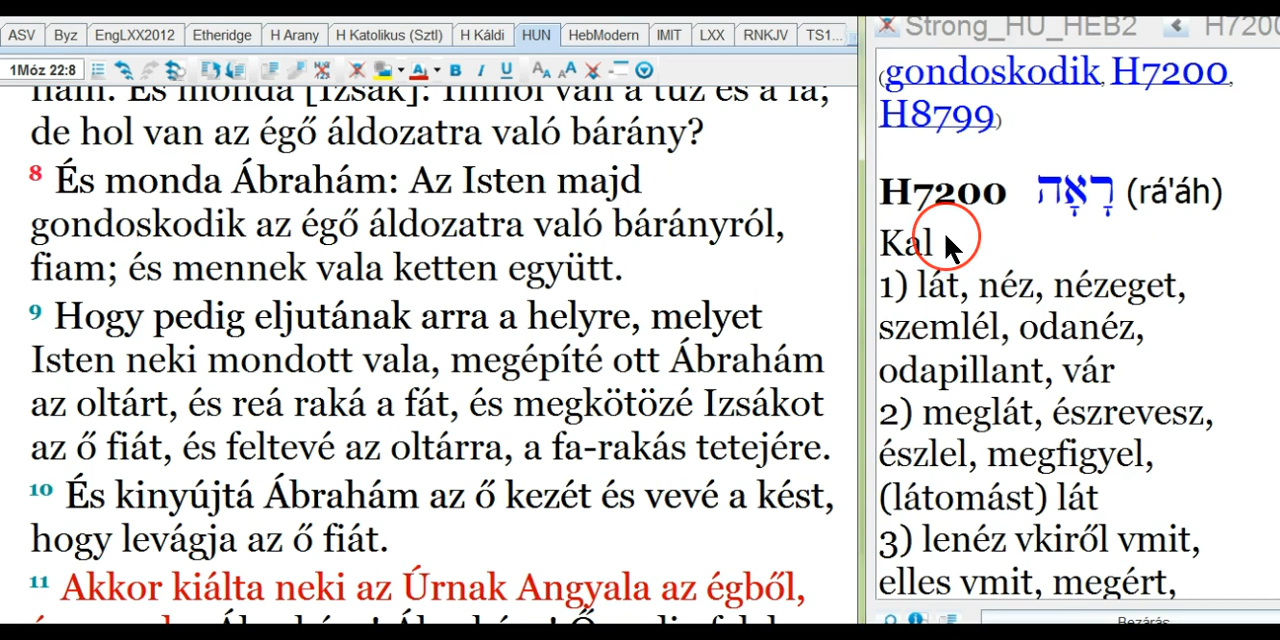 ASV Byz EngLXX2012 Etheridge H Arany H Katolikus (Sztl) H Káldi HUN HebModern IMIT LXX RNKJV TS1...
1Móz 22:8
de hol van az égő áldozatra való bárány?
8 És monda Ábrahám: Az Isten majd
gondoskodik az égő áldozatra való bárányról,
fiam; és mennek vala ketten együtt.
9 Hogy pedig eljutának arra a helyre, melyet
Isten neki mondott vala, megépíté ott Ábrahám
az oltárt, és reá raká a fát, és megkötözé Izsákot
az ő fiát, és feltevé az oltárra, a fa-rakás tetejére.
10 És kinyújtá Ábrahám az ő kezét és vevé a kést,
hogy levágja az ő fiát.
11 Akkor kiálta neki az Úrnak Angyala az égből,
Strong_HU_HEB2 H7200
(gondoskodik, H7200,
H8799)
H7200 רָאָה (rá'áh)
Kal
1) lát, néz, nézeget,
szemlél, odanéz,
odapillant, vár
2) meglát, észrevesz,
észlel, megfigyel,
(látomást) lát
3) lenéz vkiről vmit,
elles vmit, megért,